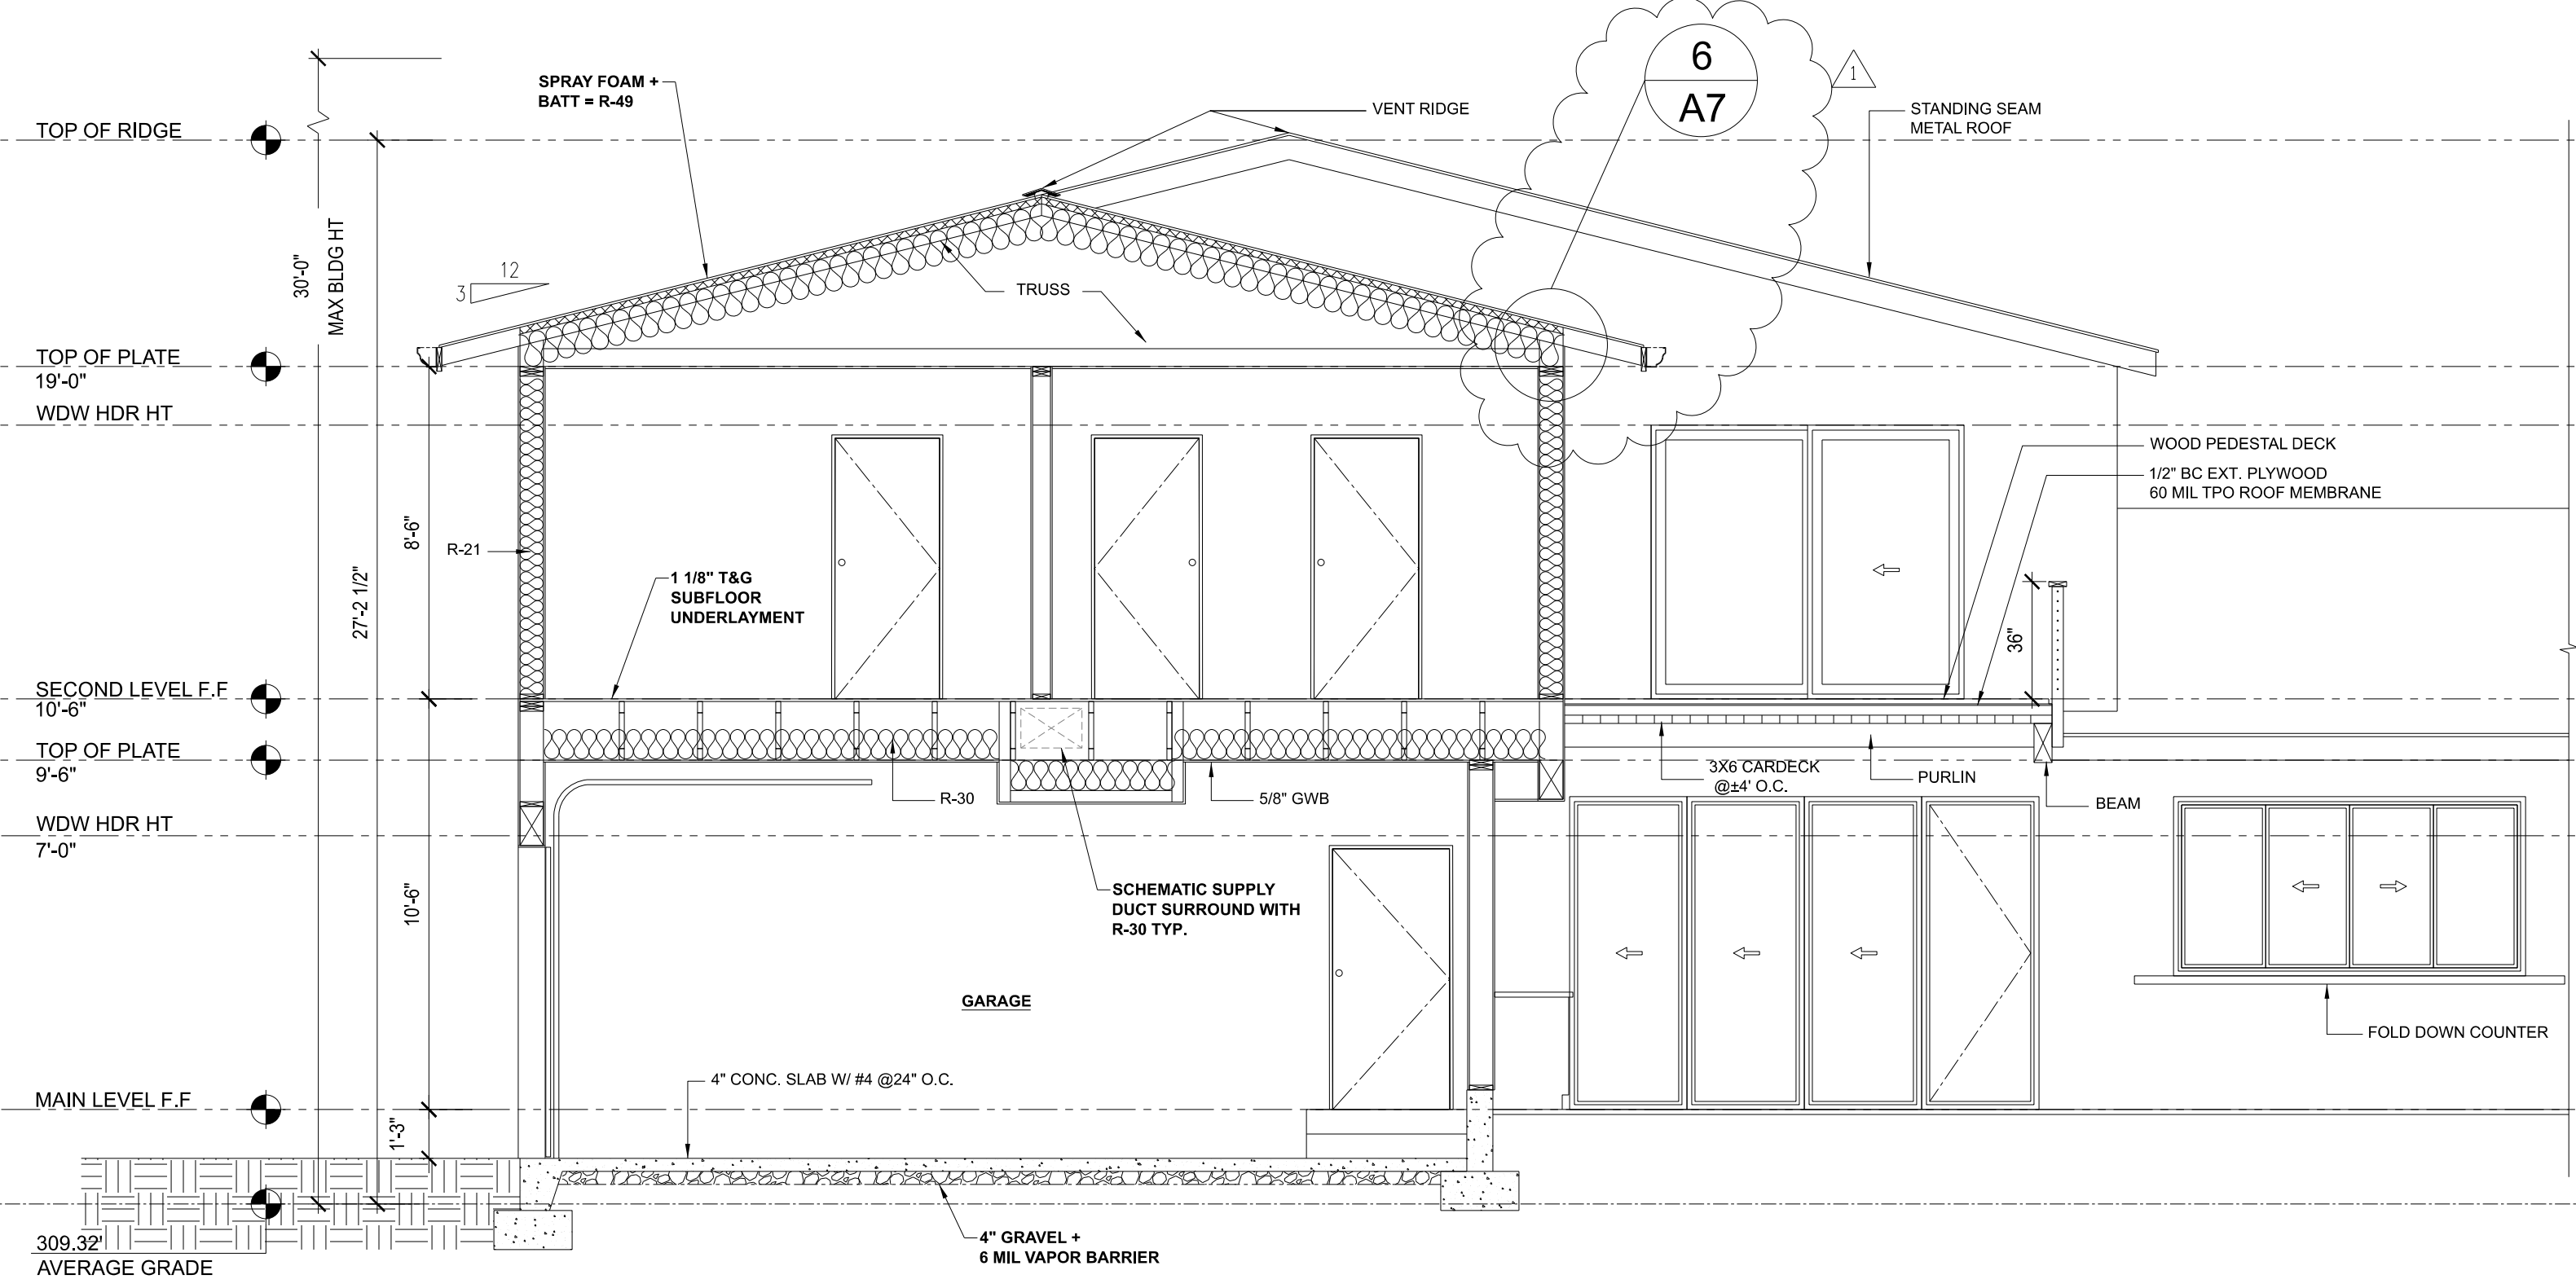 6
A7
1
SPRAY FOAM +
BATT = R-49
VENT RIDGE
STANDING SEAM
METAL ROOF
TOP OF RIDGE
30'-0"
MAX BLDG HT
12
3
TRUSS
TOP OF PLATE
19'-0"
WDW HDR HT
WOOD PEDESTAL DECK
1/2" BC EXT. PLYWOOD
60 MIL TPO ROOF MEMBRANE
8'-6"
R-21
27'-2 1/2"
1 1/8" T&G
SUBFLOOR
UNDERLAYMENT
36"
SECOND LEVEL F.F
10'-6"
TOP OF PLATE
9'-6"
3X6 CARDECK
@±4' O.C.
PURLIN
BEAM
R-30
5/8" GWB
WDW HDR HT
7'-0"
10'-6"
SCHEMATIC SUPPLY
DUCT SURROUND WITH
R-30 TYP.
GARAGE
FOLD DOWN COUNTER
4" CONC. SLAB W/ #4 @24" O.C.
MAIN LEVEL F.F
1'-3"
4" GRAVEL +
6 MIL VAPOR BARRIER
309.32'
AVERAGE GRADE